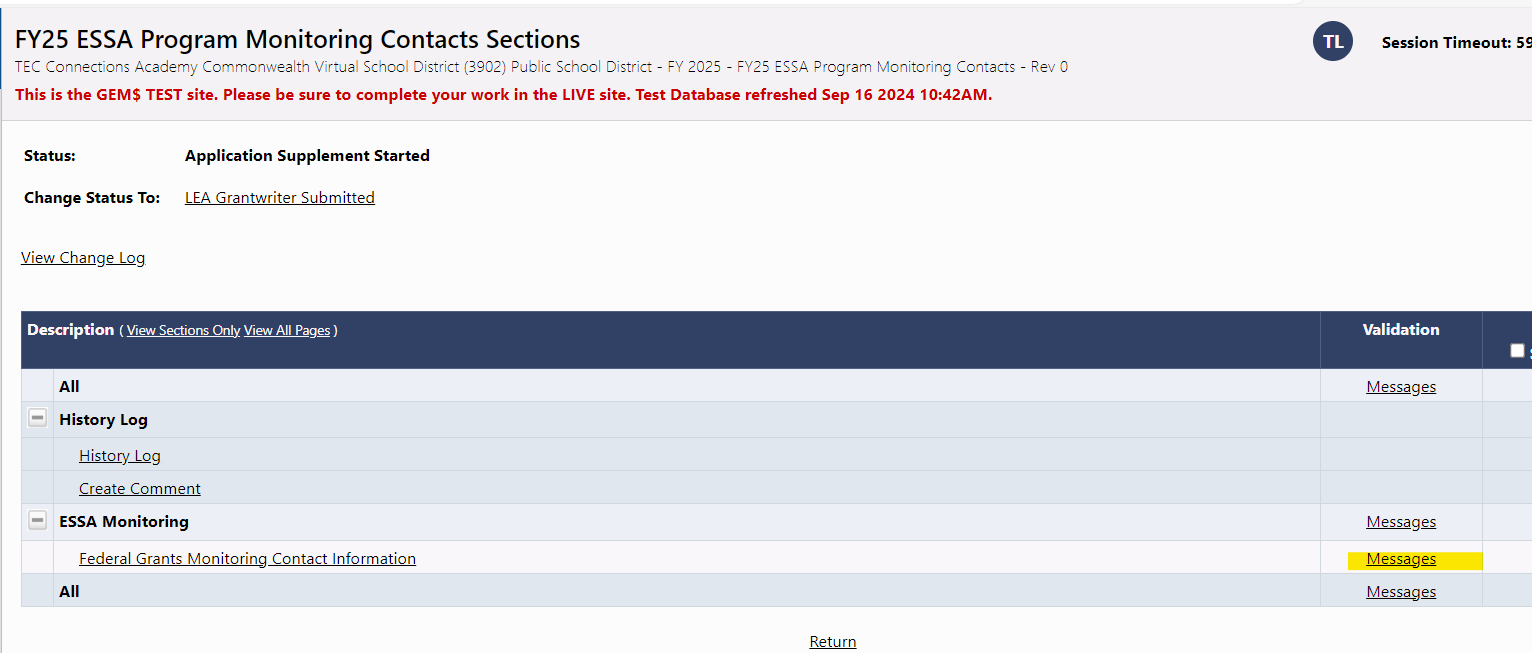 FY25 ESSA Program Monitoring Contacts Sections
TL
Session Timeout: 59
TEC Connections Academy Commonwealth Virtual School District (3902) Public School District - FY 2025 - FY25 ESSA Program Monitoring Contacts - Rev 0
This is the GEM$ TEST site. Please be sure to complete your work in the LIVE site. Test Database refreshed Sep 16 2024 10:42AM.
Status: Application Supplement Started
Change Status To: LEA Grantwriter Submitted
View Change Log
Description ( View Sections Only View All Pages ) Validation
All Messages
History Log
History Log
Create Comment
ESSA Monitoring Messages
Federal Grants Monitoring Contact Information Messages
All Messages
Return